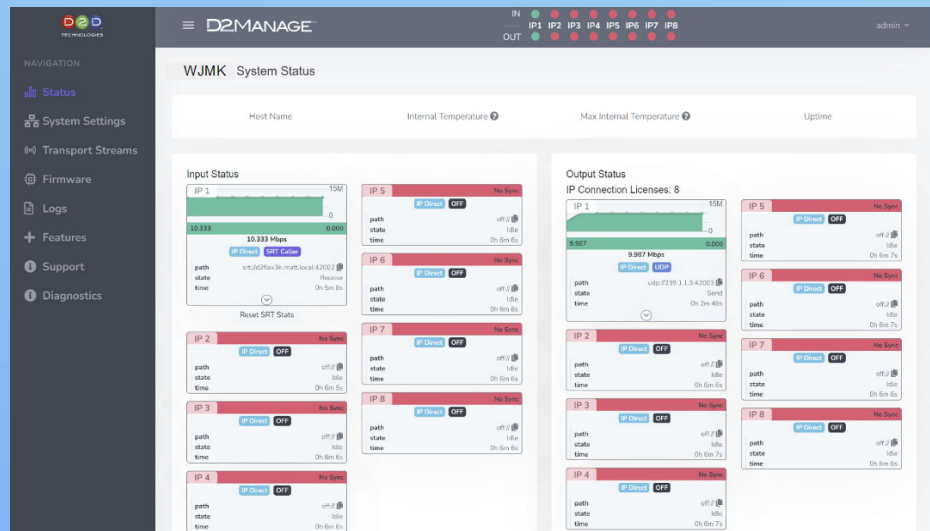 D2D
TECHNOLOGIES
D2MANAGE
IN
IP1 IP2 IP3 IP4 IP5 IP6 IP7 IP8
OUT
admin
NAVIGATION
Status
System Settings
Transport Streams
Firmware
Logs
Features
Support
Diagnostics
WJMK System Status
Host Name Internal Temperature Max Internal Temperature Uptime
Input Status
IP 1 15M
0
10.333 0.000
10.333 Mbps
IP Direct SRT Caller
path srt://d2flex3k-matt.local:42002
state Receive
time 0h 5m 8s
Reset SRT Stats
IP 2 No Sync
IP Direct OFF
path off://
state Idle
time 0h 6m 5s
IP 3 No Sync
IP Direct OFF
path off://
state Idle
time 0h 6m 6s
IP 4 No Sync
IP Direct OFF
path off://
state Idle
time 0h 6m 6s
IP 5 No Sync
IP Direct OFF
path off://
state Idle
time 0h 6m 6s
IP 6 No Sync
IP Direct OFF
path off://
state Idle
time 0h 6m 6s
IP 7 No Sync
IP Direct OFF
path off://
state Idle
time 0h 6m 6s
IP 8 No Sync
IP Direct OFF
path off://
state Idle
time 0h 6m 6s
Output Status
IP Connection Licenses: 8
IP 1 15M
0
9.987 0.000
9.987 Mbps
IP Direct UDP
path udp://239.1.1.3:42003
state Send
time 0h 2m 48s
IP 2 No Sync
IP Direct OFF
path off://
state Idle
time 0h 6m 6s
IP 3 No Sync
IP Direct OFF
path off://
state Idle
time 0h 6m 7s
IP 4 No Sync
IP Direct OFF
path off://
state Idle
time 0h 6m 7s
IP 5 No Sync
IP Direct OFF
path off://
state Idle
time 0h 6m 7s
IP 6 No Sync
IP Direct OFF
path off://
state Idle
time 0h 6m 7s
IP 7 No Sync
IP Direct OFF
path off://
state Idle
time 0h 6m 7s
IP 8 No Sync
IP Direct OFF
path off://
state Idle
time 0h 6m 6s